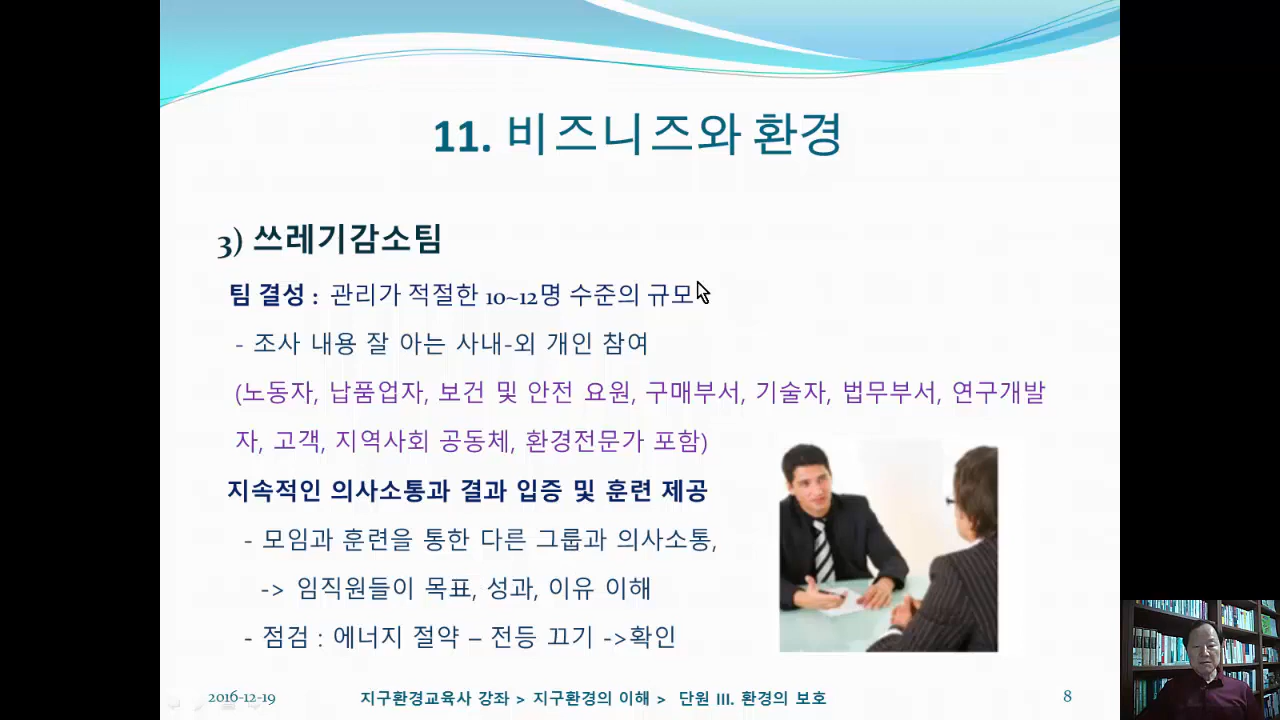 11. 비즈니즈와 환경
3) 쓰레기감소팀
팀 결성 : 관리가 적절한 10~12명 수준의 규모
- 조사 내용 잘 아는 사내-외 개인 참여
(노동자, 납품업자, 보건 및 안전 요원, 구매부서, 기술자, 법무부서, 연구개발
자, 고객, 지역사회 공동체, 환경전문가 포함)
지속적인 의사소통과 결과 입증 및 훈련 제공
- 모임과 훈련을 통한 다른 그룹과 의사소통,
-> 임직원들이 목표, 성과, 이유 이해
- 점검 : 에너지 절약 – 전등 끄기 ->확인
2016-12-19 지구환경교육사 강좌 > 지구환경의 이해 > 단원 III. 환경의 보호 8